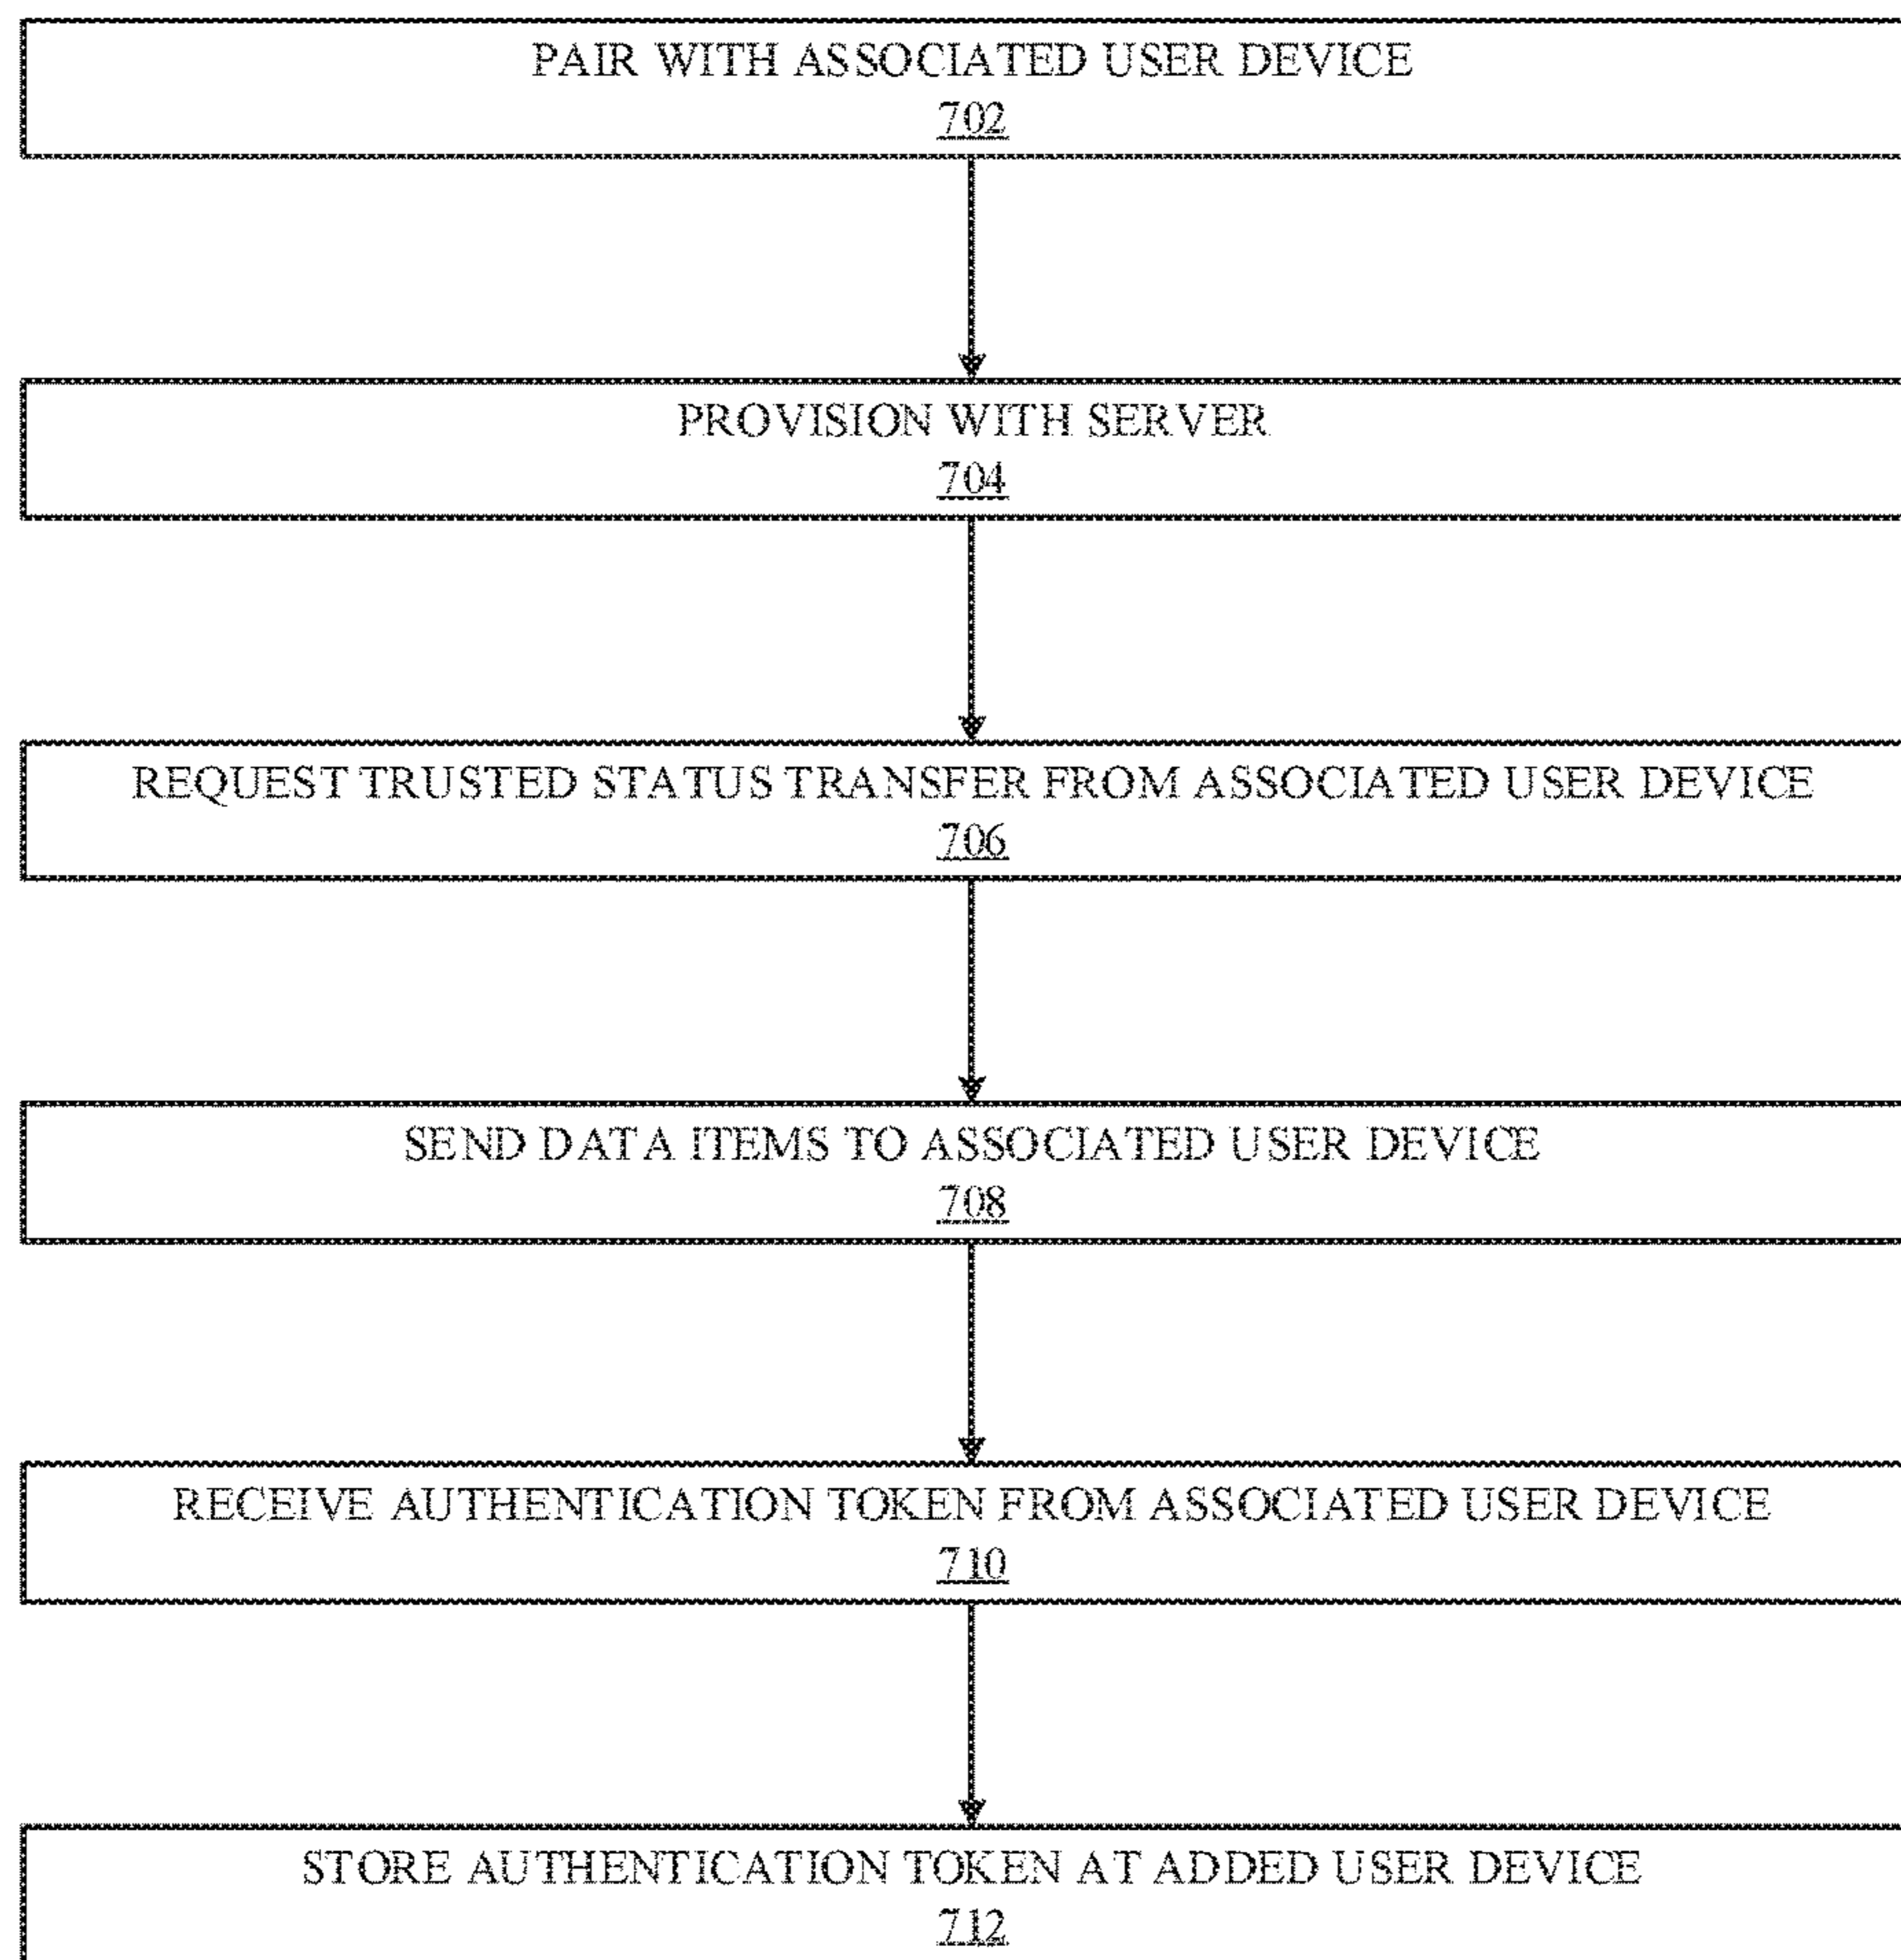 PAIR WITH ASSOCIATED USER DEVICE
702
PROVISION WITH SERVER
704
REQUEST TRUSTED STATUS TRANSFER FROM ASSOCIATED USER DEVICE
706
SEND DATA ITEMS TO ASSOCIATED USER DEVICE
708
RECEIVE AUTHENTICATION TOKEN FROM ASSOCIATED USER DEVICE
710
STORE AUTHENTICATION TOKEN AT ADDED USER DEVICE
712